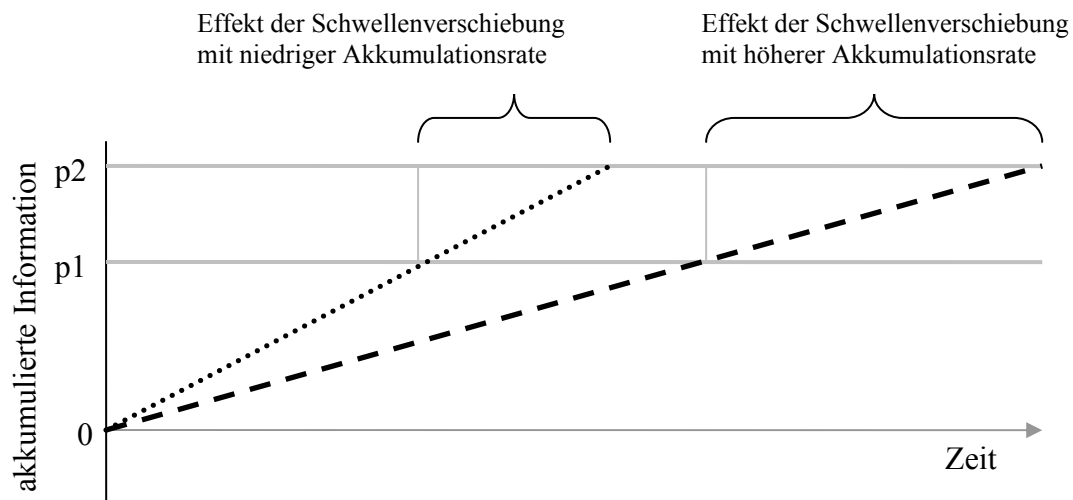 Effekt der Schwellenverschiebung
mit niedriger Akkumulationsrate
Effekt der Schwellenverschiebung
mit höherer Akkumulationsrate
akkumulierte Information
p2
p1
0
Zeit